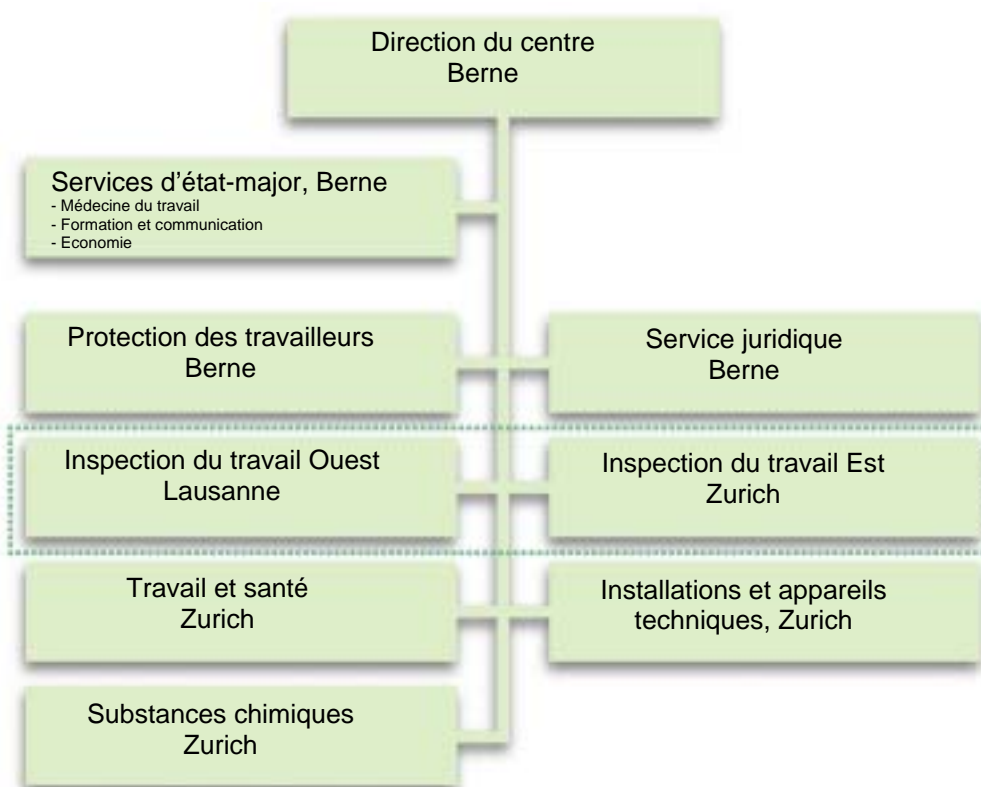 Direction du centre
Berne
Services d'état-major, Berne
- Médecine du travail
- Formation et communication
- Economie
Protection des travailleurs
Berne
Service juridique
Berne
Inspection du travail Ouest
Lausanne
Inspection du travail Est
Zurich
Travail et santé
Zurich
Installations et appareils
techniques, Zurich
Substances chimiques
Zurich